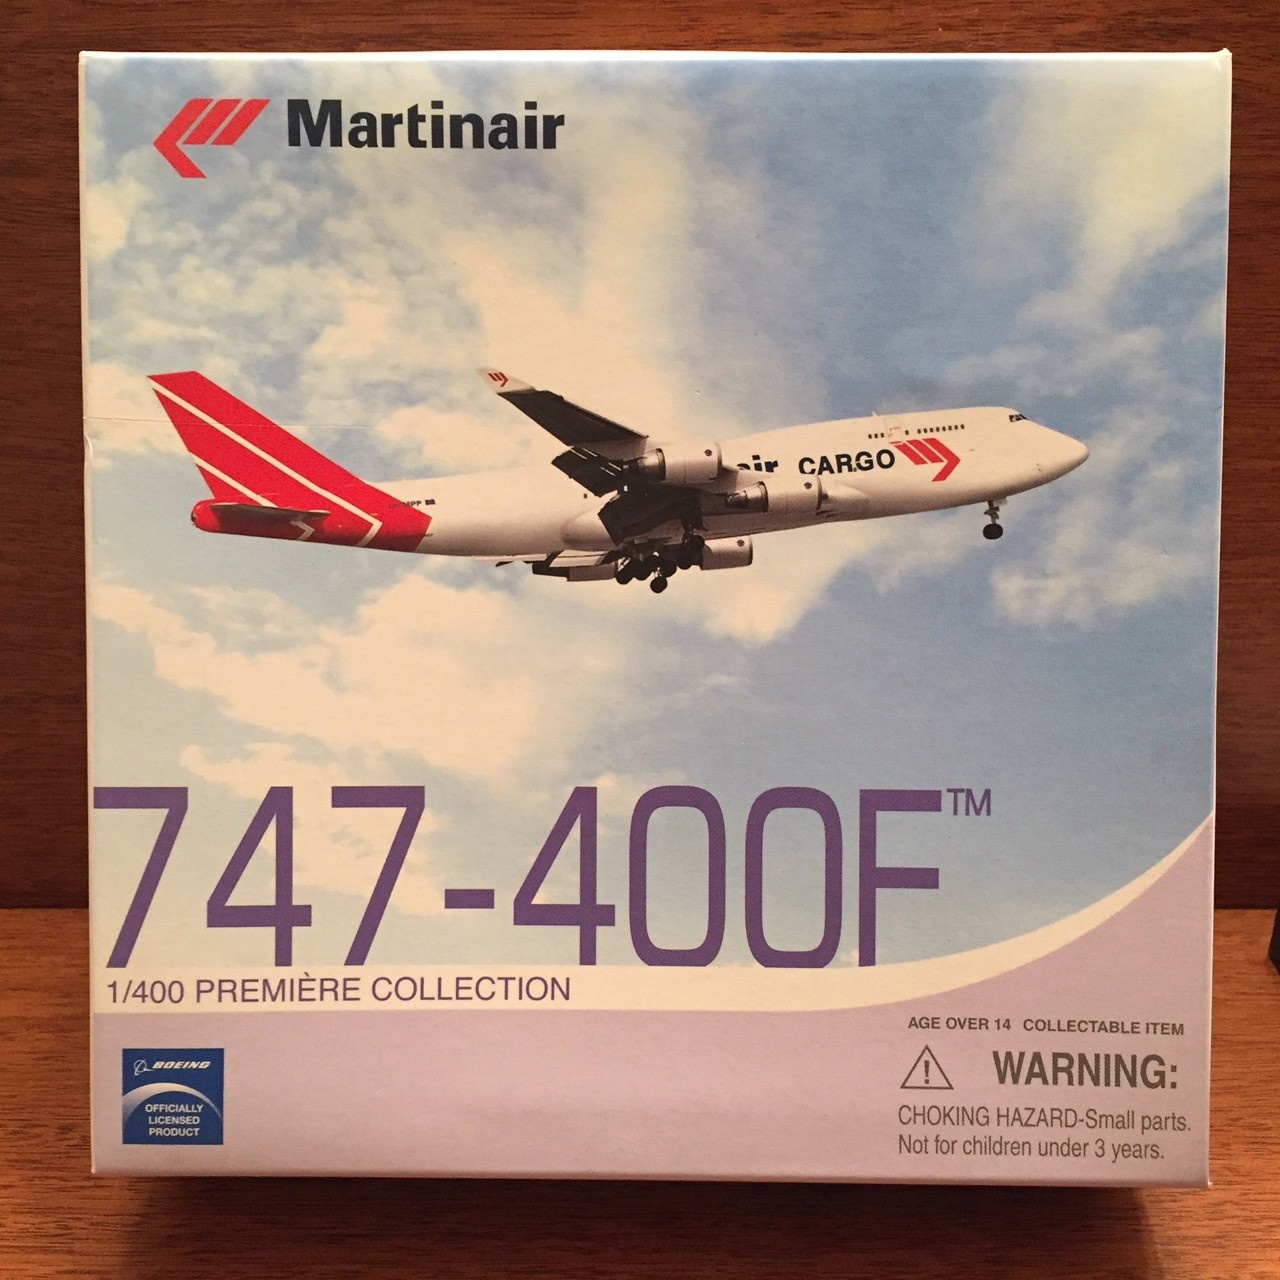 Martinair
air CARGO
747-400F™
1/400 PREMIÈRE COLLECTION
AGE OVER 14 COLLECTABLE ITEM
WARNING:
CHOKING HAZARD-Small parts.
Not for children under 3 years.
BOEING
OFFICIALLY
LICENSED
PRODUCT